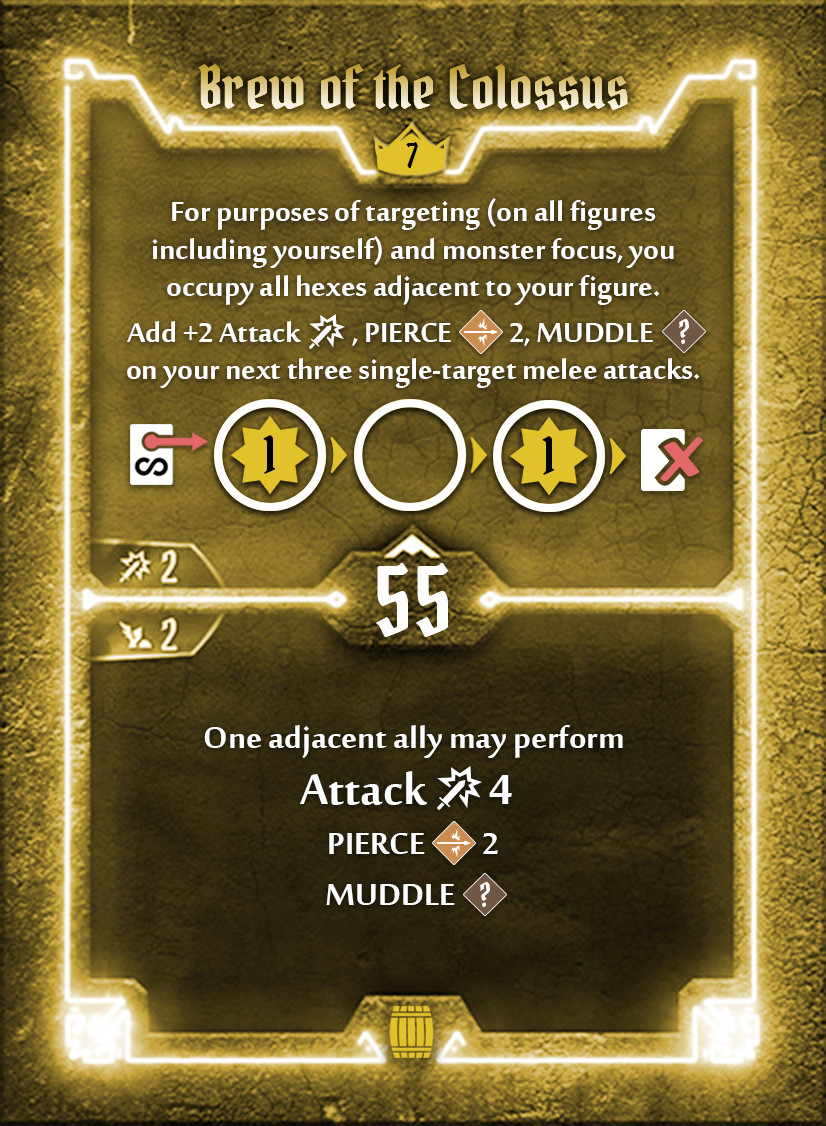 Brew of the Colossus
7
For purposes of targeting (on all figures
including yourself) and monster focus, you
occupy all hexes adjacent to your figure.
Add +2 Attack , PIERCE 2, MUDDLE ?
on your next three single-target melee attacks.
S 1 1
2
55
2
One adjacent ally may perform
Attack 4
PIERCE 2
MUDDLE ?